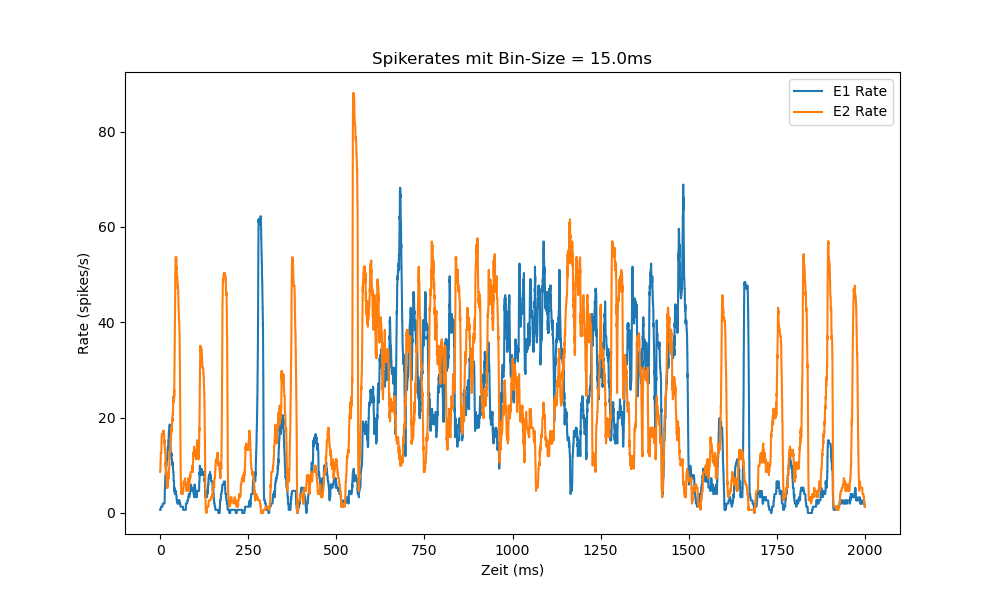 Spikerates mit Bin-Size = 15.0ms
E1 Rate
E2 Rate
Rate (spikes/s)
80
60
40
20
0
0 250 500 750 1000 1250 1500 1750 2000
Zeit (ms)